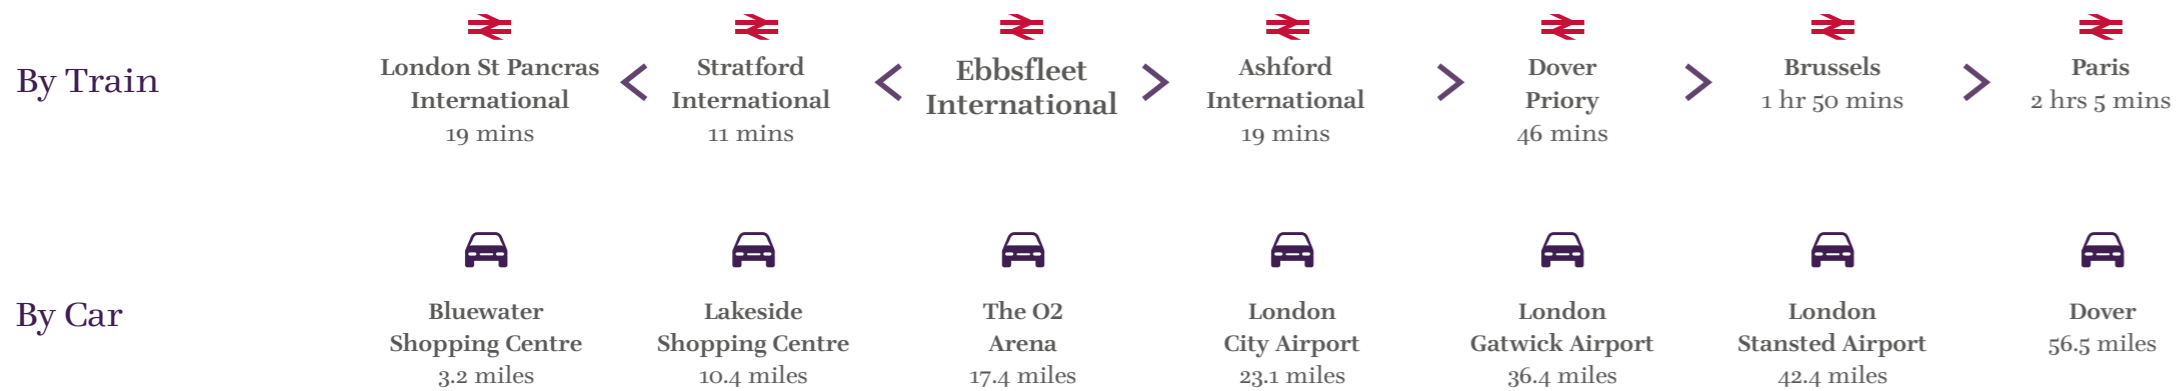 By Train
London St Pancras
International
19 mins
Stratford
International
11 mins
Ebbsfleet
International
Ashford
International
19 mins
Dover
Priory
46 mins
Brussels
1 hr 50 mins
Paris
2 hrs 5 mins
By Car
Bluewater
Shopping Centre
3.2 miles
Lakeside
Shopping Centre
10.4 miles
The O2
Arena
17.4 miles
London
City Airport
23.1 miles
London
Gatwick Airport
36.4 miles
London
Stansted Airport
42.4 miles
Dover
56.5 miles